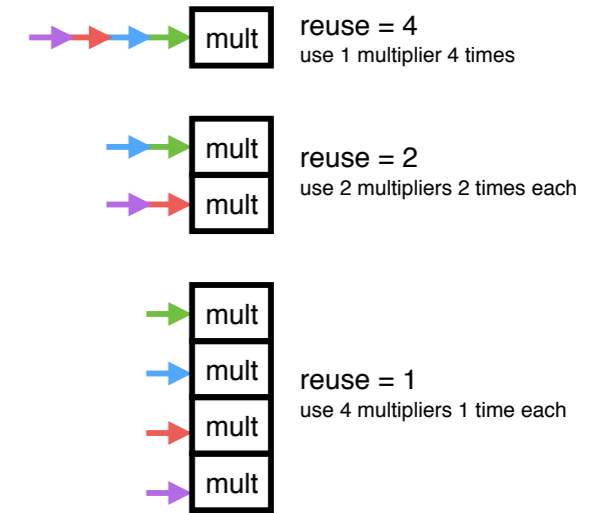 mult
reuse = 4
use 1 multiplier 4 times
mult
mult
reuse = 2
use 2 multipliers 2 times each
mult
mult
mult
mult
reuse = 1
use 4 multipliers 1 time each